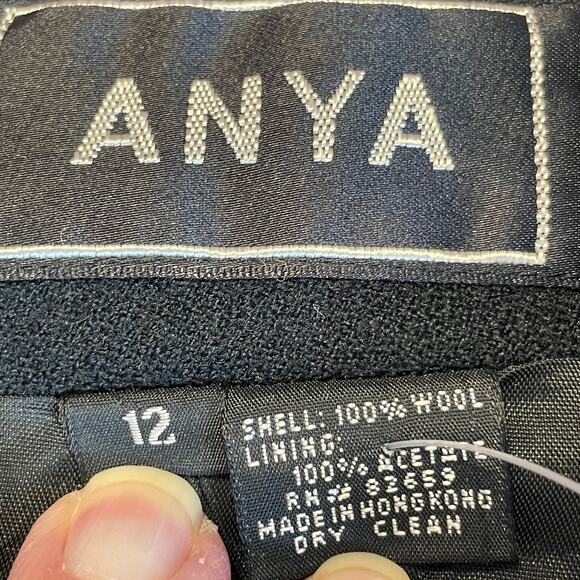 ANYA
12
SHELL: 100% WOOL
LINING:
100% ACETATE
RN# 83659
MADE IN HONGKONG
DRY CLEAN